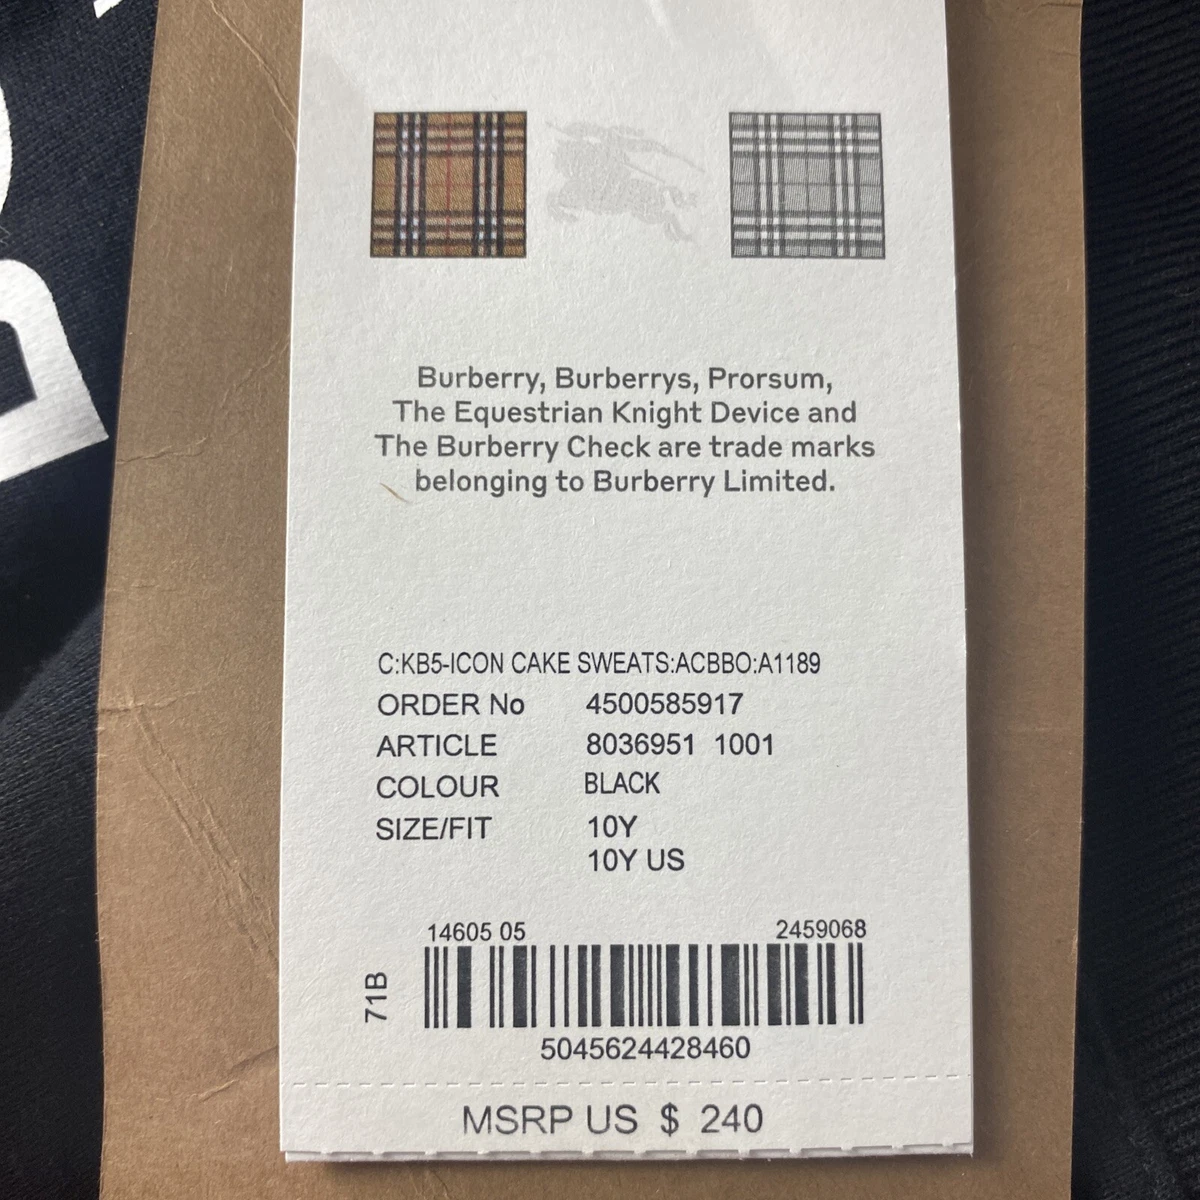 Burberry, Burberrys, Prorsum,
The Equestrian Knight Device and
The Burberry Check are trade marks
belonging to Burberry Limited.
C:KB5-ICON CAKE SWEATS:ACBBO:A1189
ORDER No 4500585917
ARTICLE 8036951 1001
COLOUR BLACK
SIZE/FIT 10Y
10Y US
14605 05 2459068
71B
5045624428460
MSRP US $ 240